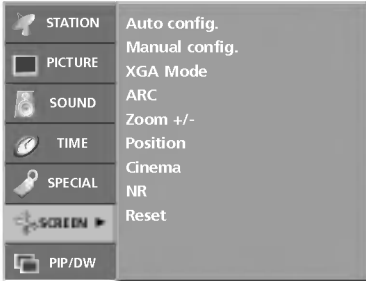 STATION
PICTURE
SOUND
TIME
SPECIAL
SCREEN
PIP/DW
Auto config.
Manual config.
XGA Mode
ARC
Zoom +/-
Position
Cinema
NR
Reset